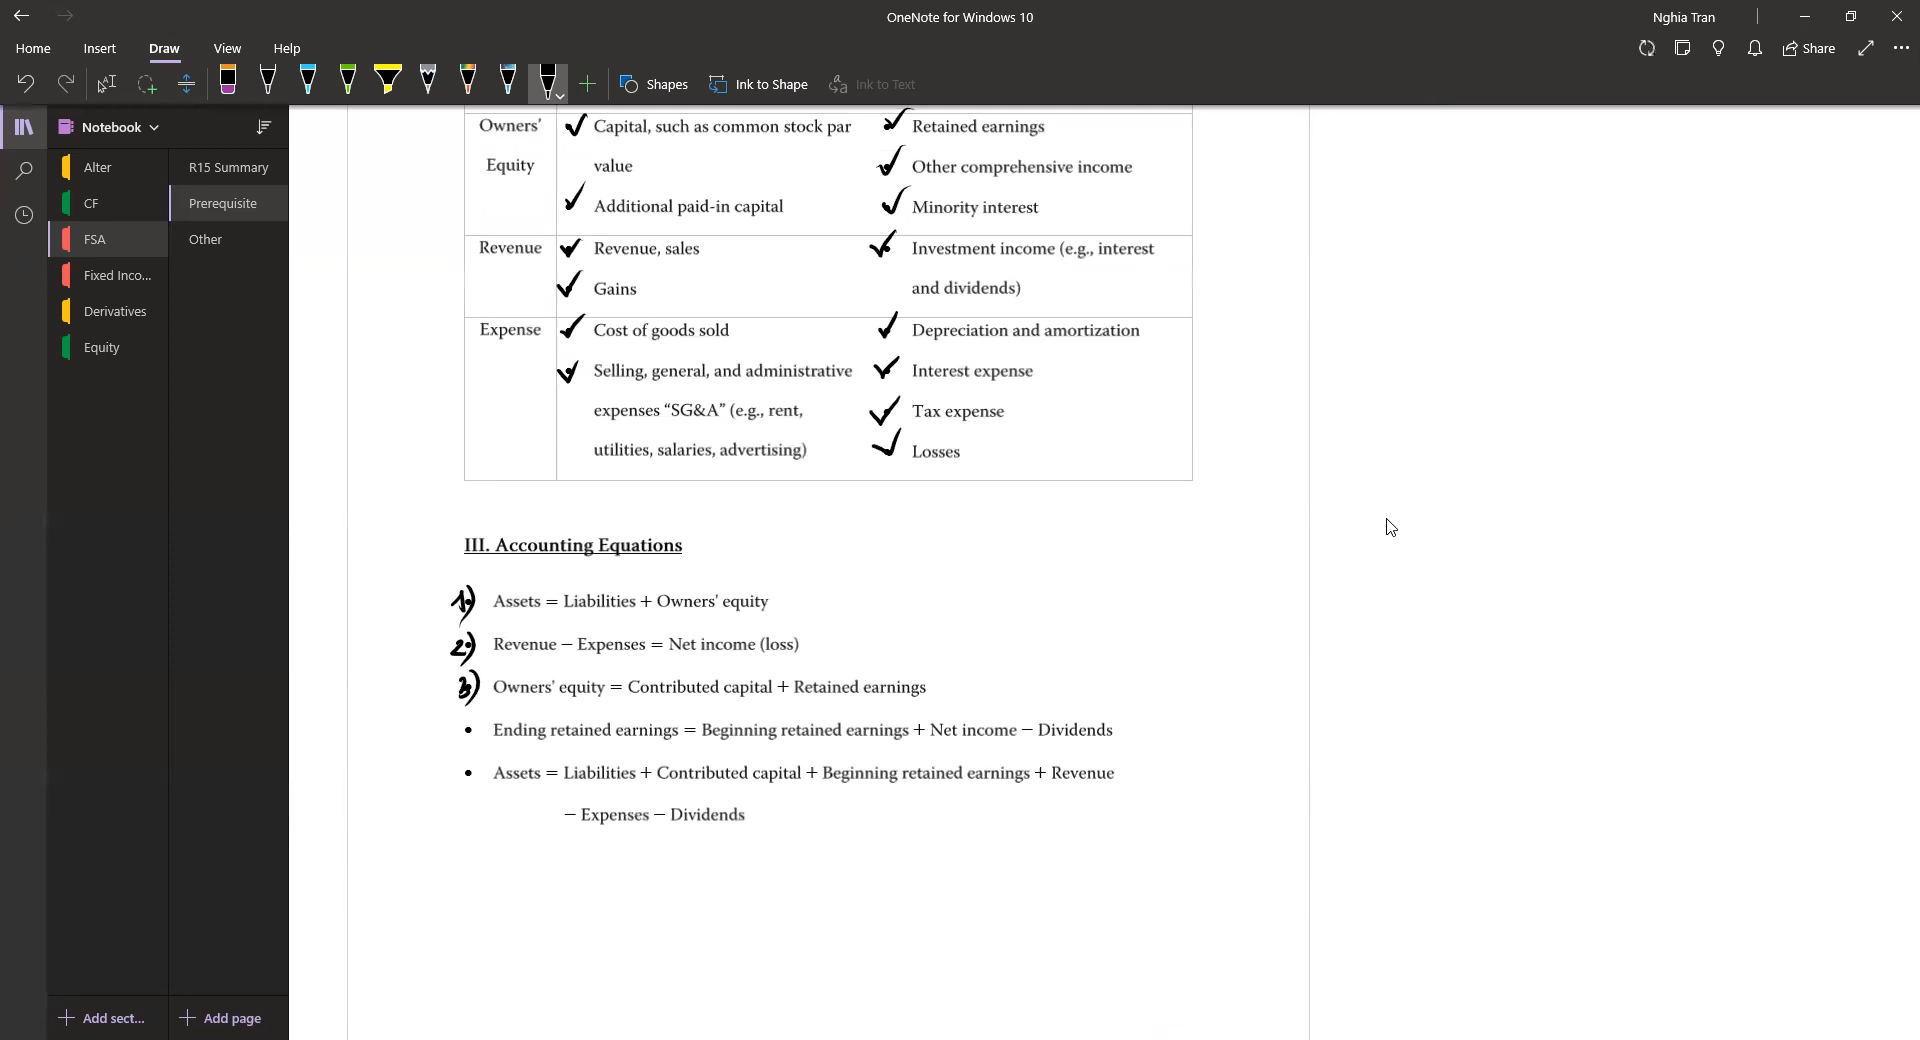 OneNote for Windows 10
Nghia Tran
Home Insert Draw View Help
Share
Shapes
Ink to Shape
Ink to Text
Notebook
Alter
CF
FSA
Fixed Inco...
Derivatives
Equity
R15 Summary
Prerequisite
Other
Add sect...
Add page
Owners'
Equity
Capital, such as common stock par
value
Additional paid-in capital
Retained earnings
Other comprehensive income
Minority interest
Revenue
Revenue, sales
Gains
Investment income (e.g., interest
and dividends)
Expense
Cost of goods sold
Selling, general, and administrative
expenses “SG&A” (e.g., rent,
utilities, salaries, advertising)
Depreciation and amortization
Interest expense
Tax expense
Losses
III. Accounting Equations
1) Assets = Liabilities + Owners' equity
2) Revenue – Expenses = Net income (loss)
3) Owners' equity = Contributed capital + Retained earnings
• Ending retained earnings = Beginning retained earnings + Net income – Dividends
• Assets = Liabilities + Contributed capital + Beginning retained earnings + Revenue
– Expenses – Dividends